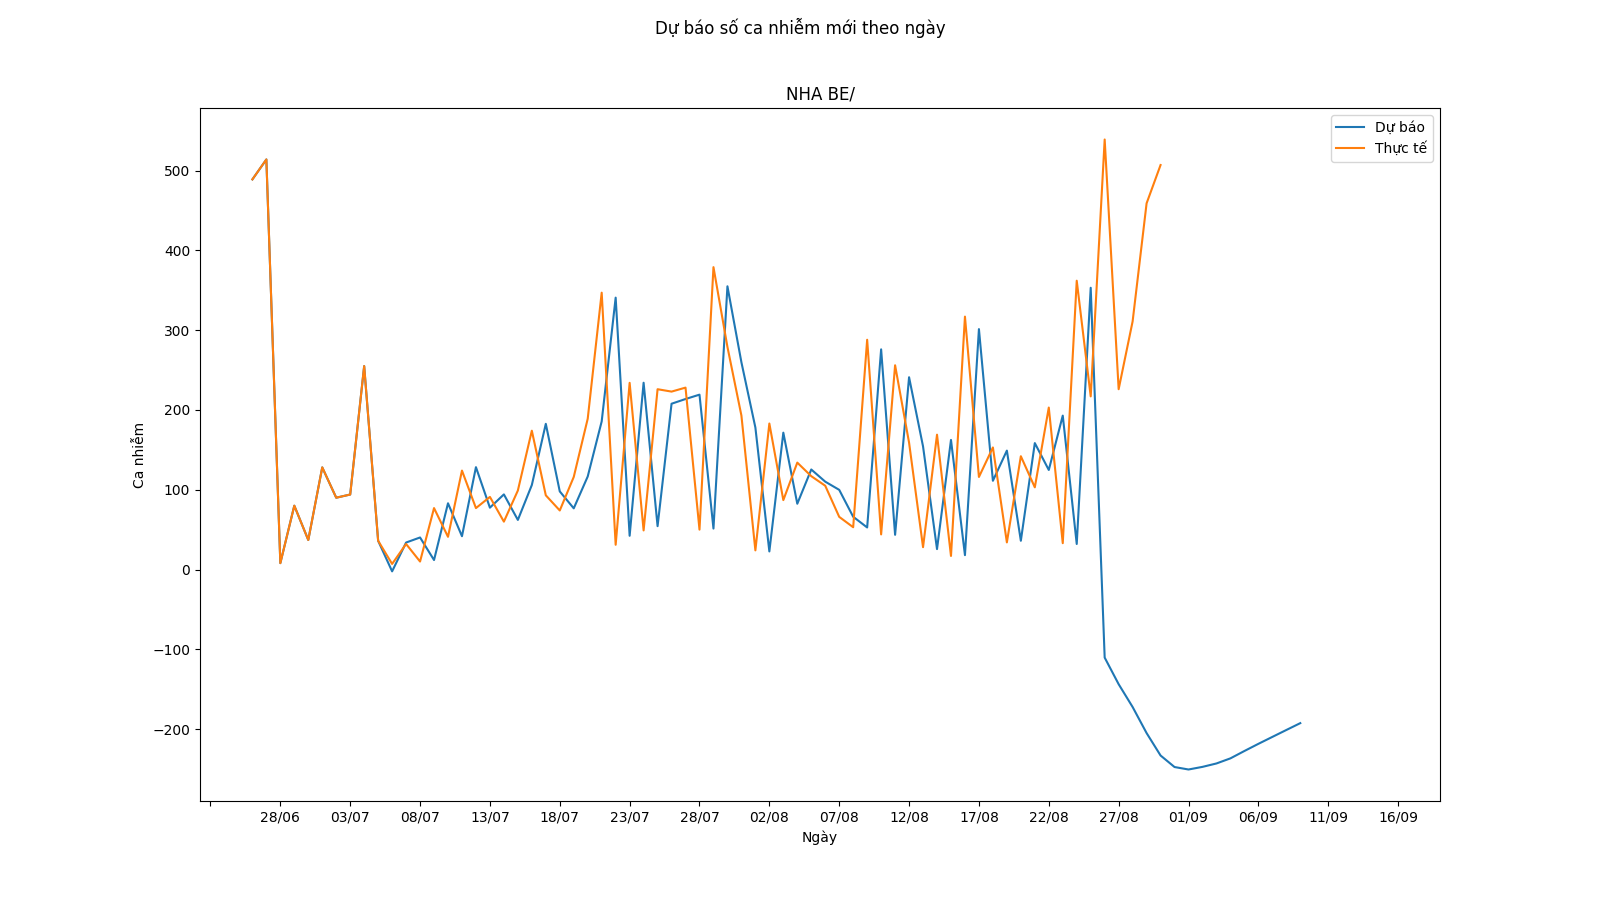 Dự báo số ca nhiễm mới theo ngày
NHA BE/
Dự báo
Thực tế
500
400
300
200
100
0
−100
−200
Ca nhiễm
28/06 03/07 08/07 13/07 18/07 23/07 28/07 02/08 07/08 12/08 17/08 22/08 27/08 01/09 06/09 11/09 16/09
Ngày